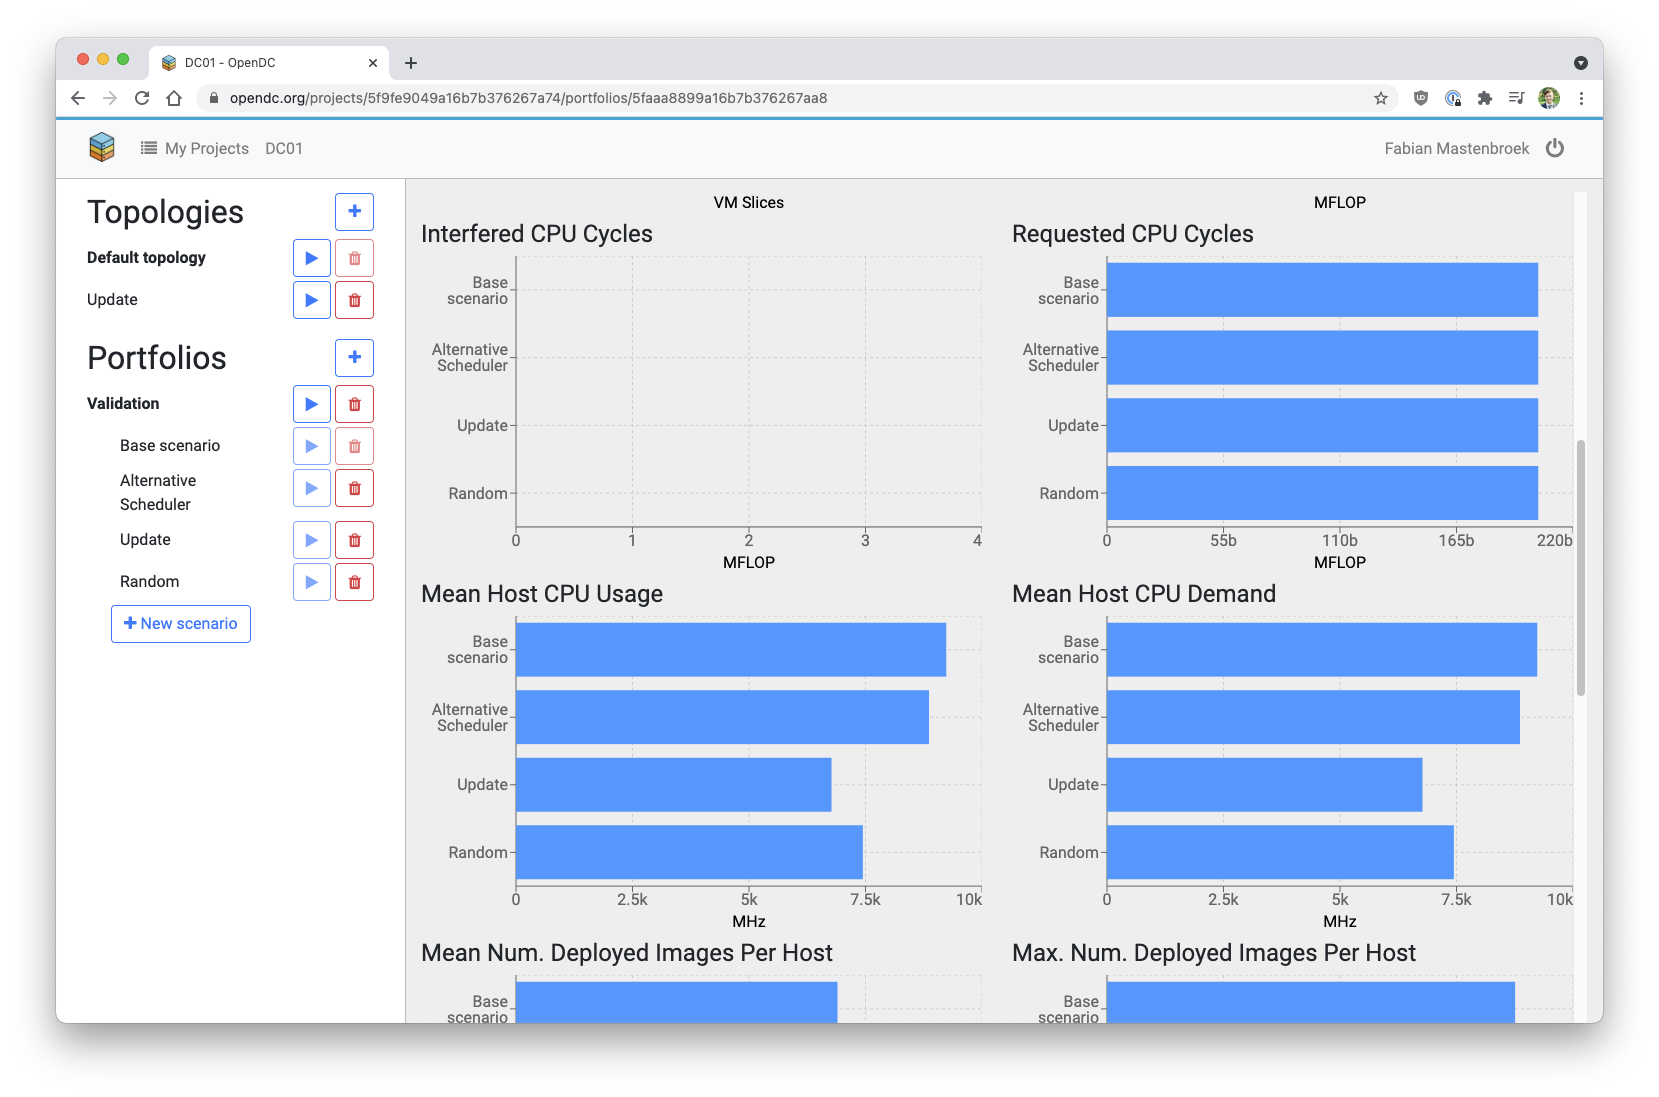 DC01 - OpenDC
opendc.org/projects/5f9fe9049a16b7b376267a74/portfolios/5faaa8899a16b7b376267aa8
My Projects DC01 Fabian Mastenbroek
Topologies
Default topology
Update
Portfolios
Validation
Base scenario
Alternative
Scheduler
Update
Random
New scenario
VM Slices
Interfered CPU Cycles
Base
scenario
Alternative
Scheduler
Update
Random
0 1 2 3 4
MFLOP
MFLOP
Requested CPU Cycles
Base
scenario
Alternative
Scheduler
Update
Random
0 55b 110b 165b 220b
MFLOP
Mean Host CPU Usage
Base
scenario
Alternative
Scheduler
Update
Random
0 2.5k 5k 7.5k 10k
MHz
Mean Host CPU Demand
Base
scenario
Alternative
Scheduler
Update
Random
0 2.5k 5k 7.5k 10k
MHz
Mean Num. Deployed Images Per Host
Base
scenario
Max. Num. Deployed Images Per Host
Base
scenario